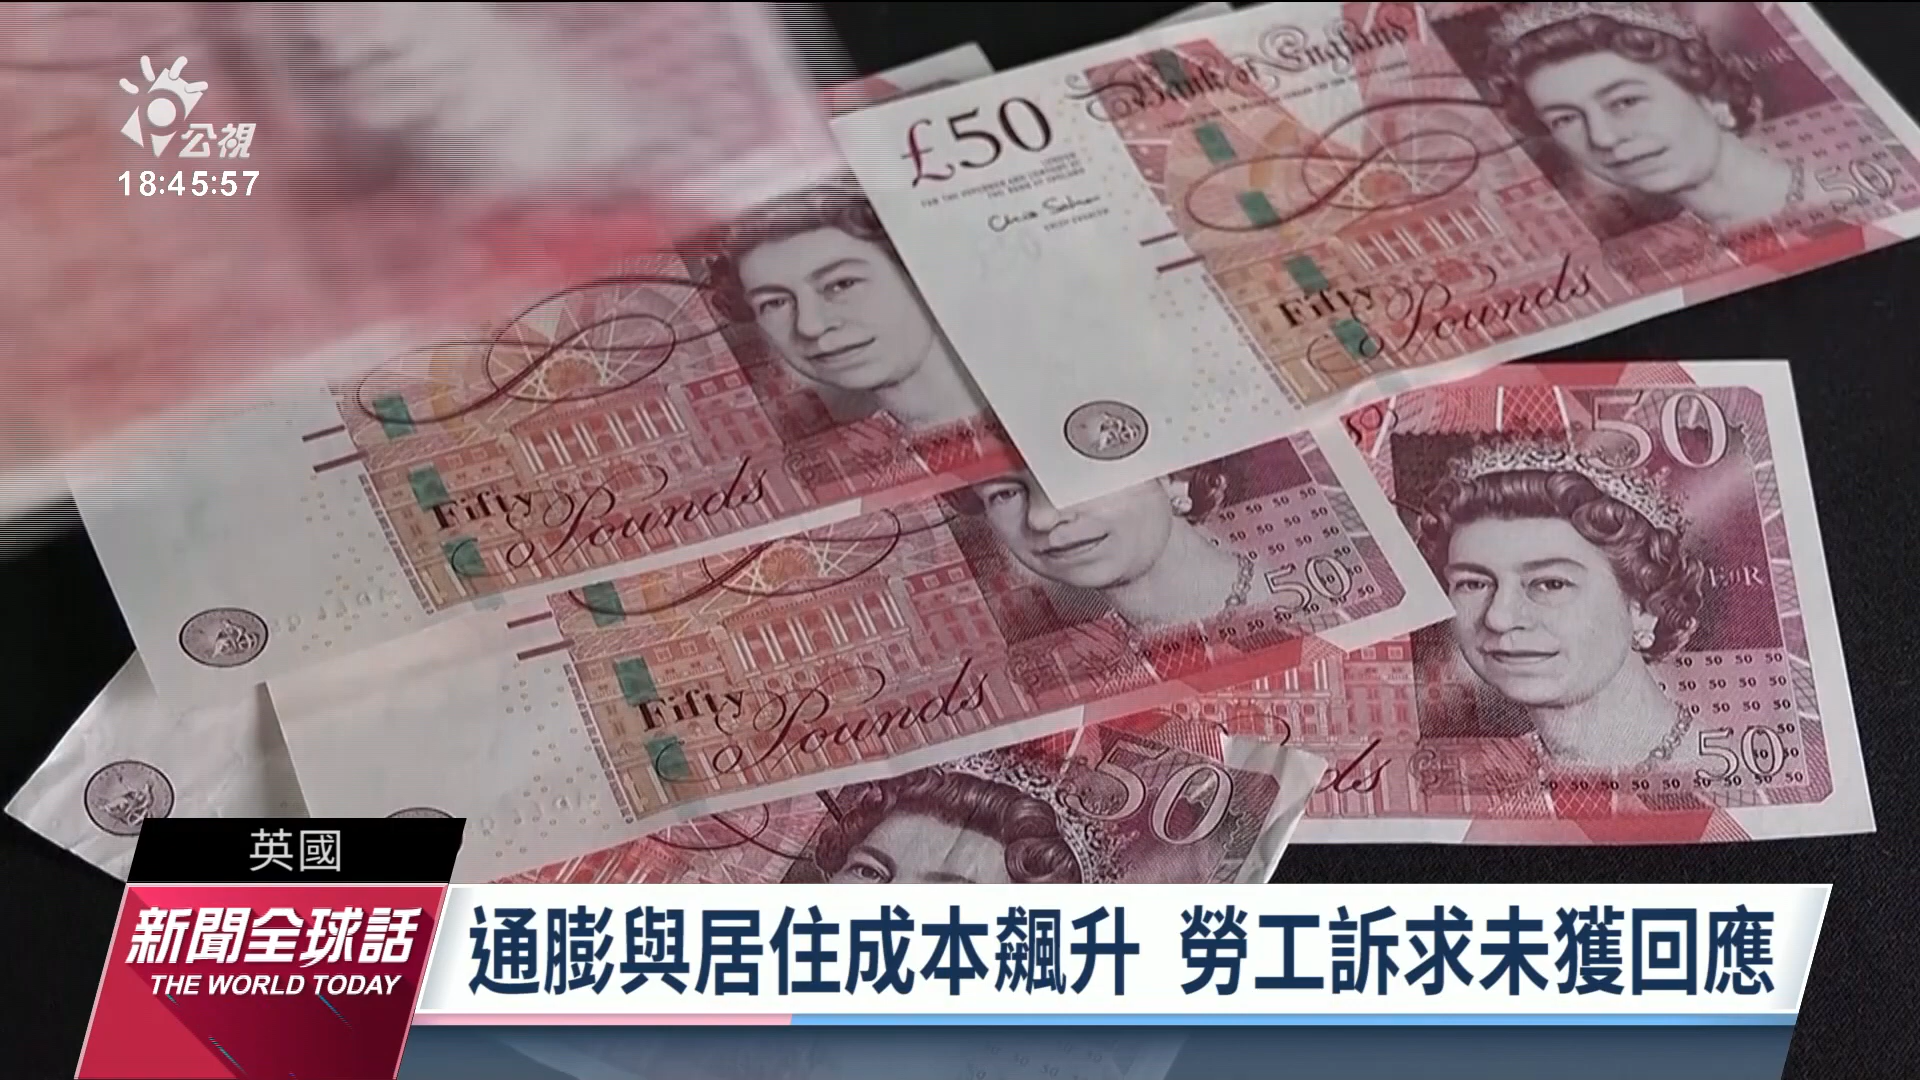 公視
18:45:57
£50
Bank of England
Fifty Pounds
50
E II R
50
Fifty Pounds
50
Fifty Pounds
50
50
英國
新聞全球話
THE WORLD TODAY
通膨與居住成本飆升 勞工訴求未獲回應